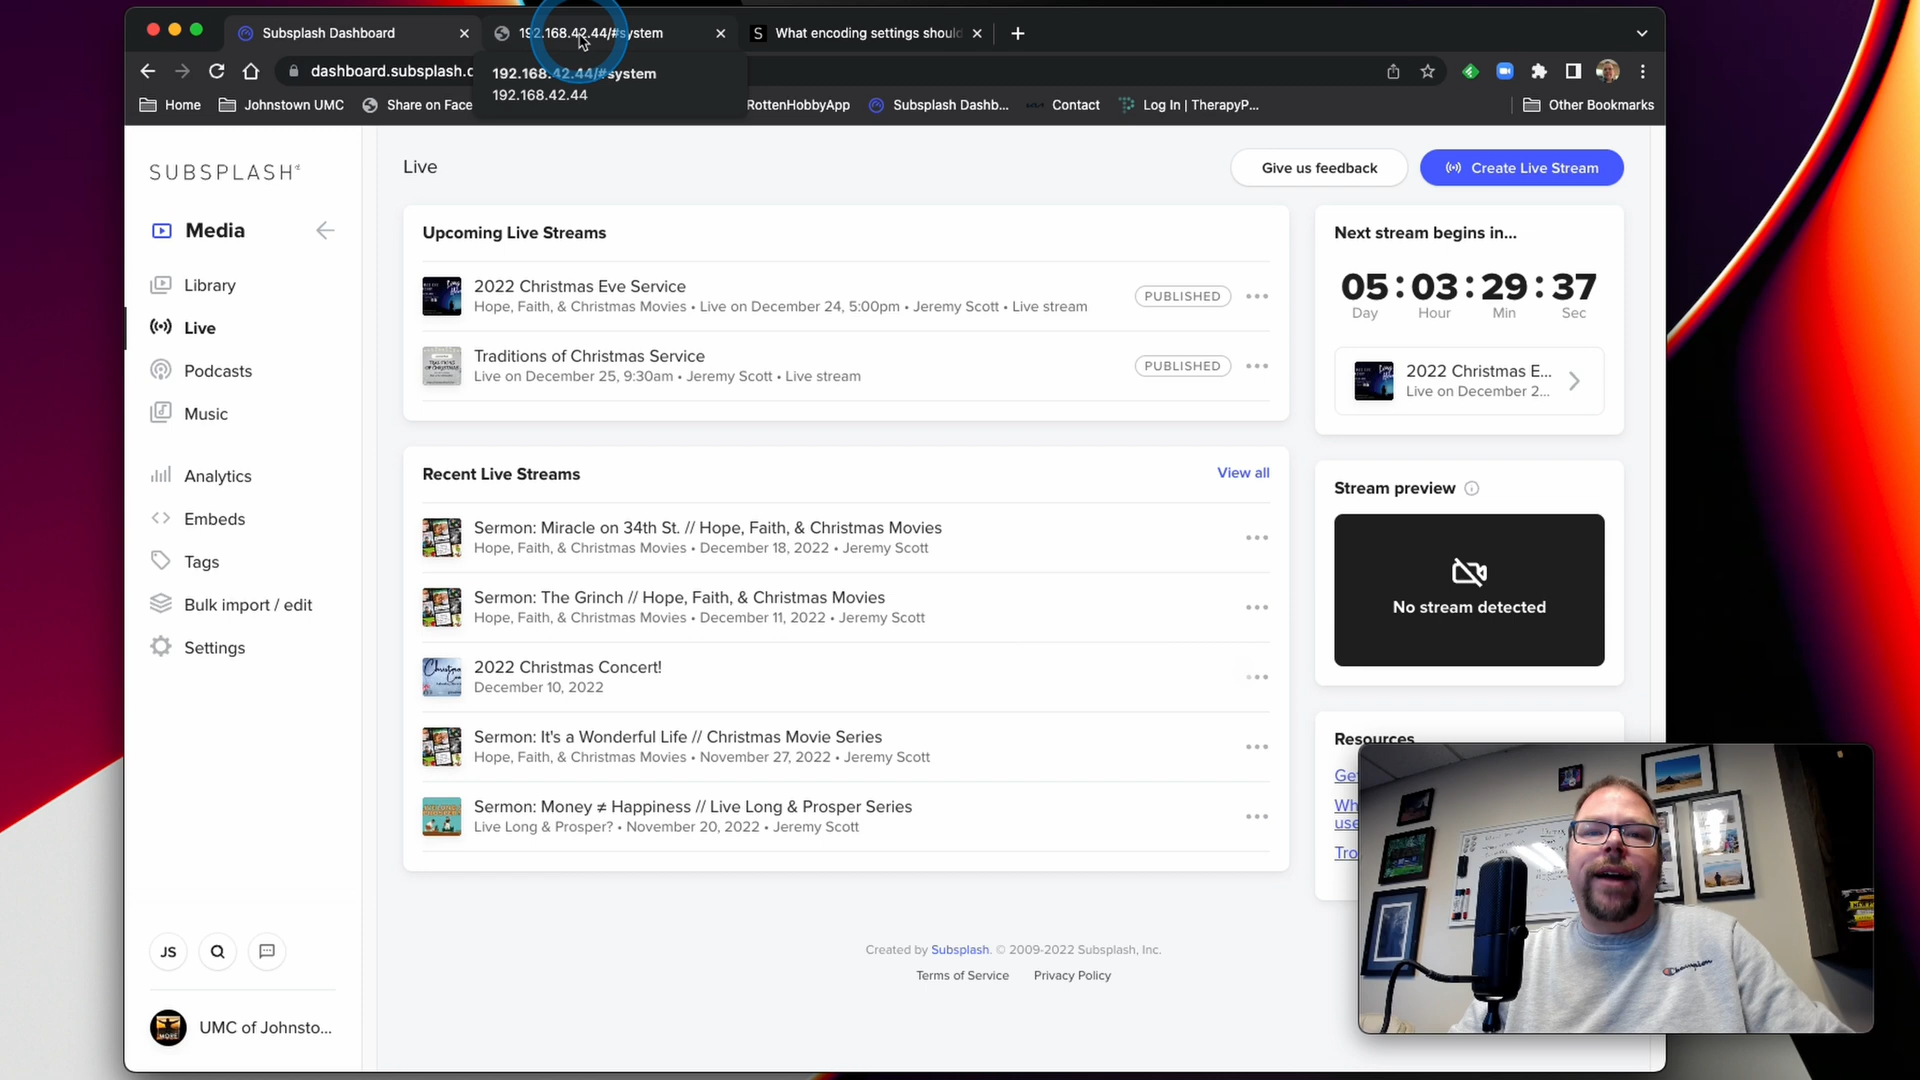 Subsplash Dashboard
192.168.42.44/#system
What encoding settings should
dashboard.subsplash.c
192.168.42.44/#system
192.168.42.44
Home
Johnstown UMC
Share on Face
RottenHobbyApp
Subsplash Dashb...
Contact
Log In | TherapyP...
Other Bookmarks
SUBSPLASH
Media
Library
Live
Podcasts
Music
Analytics
Embeds
Tags
Bulk import / edit
Settings
JS
UMC of Johnsto...
Live
Give us feedback
Create Live Stream
Upcoming Live Streams
2022 Christmas Eve Service
Hope, Faith, & Christmas Movies • Live on December 24, 5:00pm • Jeremy Scott • Live stream
PUBLISHED
Traditions of Christmas Service
Live on December 25, 9:30am • Jeremy Scott • Live stream
PUBLISHED
Recent Live Streams
View all
Sermon: Miracle on 34th St. // Hope, Faith, & Christmas Movies
Hope, Faith, & Christmas Movies • December 18, 2022 • Jeremy Scott
Sermon: The Grinch // Hope, Faith, & Christmas Movies
Hope, Faith, & Christmas Movies • December 11, 2022 • Jeremy Scott
2022 Christmas Concert!
December 10, 2022
Sermon: It's a Wonderful Life // Christmas Movie Series
Hope, Faith, & Christmas Movies • November 27, 2022 • Jeremy Scott
Sermon: Money ≠ Happiness // Live Long & Prosper Series
Live Long & Prosper? • November 20, 2022 • Jeremy Scott
Next stream begins in...
05 : 03 : 29 : 37
Day Hour Min Sec
2022 Christmas E...
Live on December 2...
Stream preview
No stream detected
Resources
Get
Wh
use
Tro
Champion
Created by Subsplash. © 2009-2022 Subsplash, Inc.
Terms of Service Privacy Policy